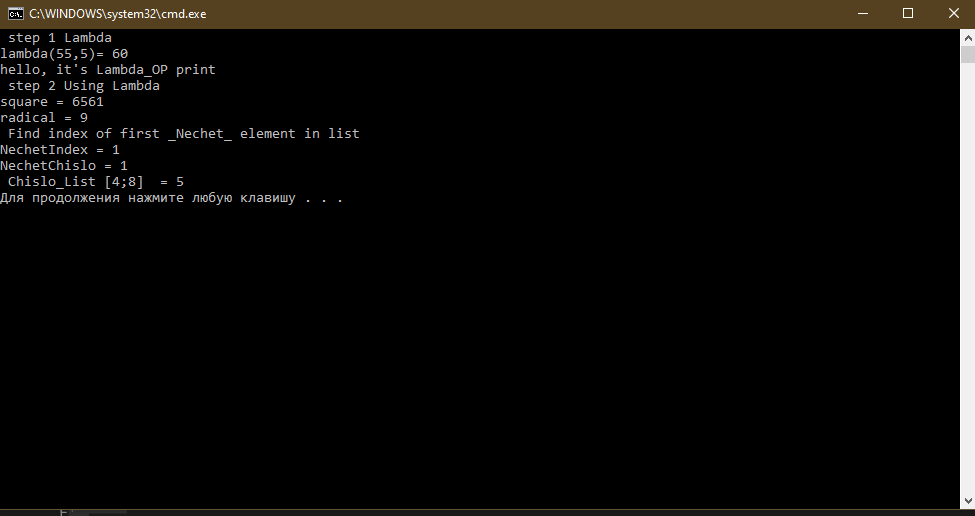 C:\WINDOWS\system32\cmd.exe
step 1 Lambda
lambda(55,5)= 60
hello, it's Lambda_OP print
step 2 Using Lambda
square = 6561
radical = 9
Find index of first _Nechet_ element in list
NechetIndex = 1
NechetChislo = 1
Chislo_List [4;8]  = 5
Для продолжения нажмите любую клавишу . . .